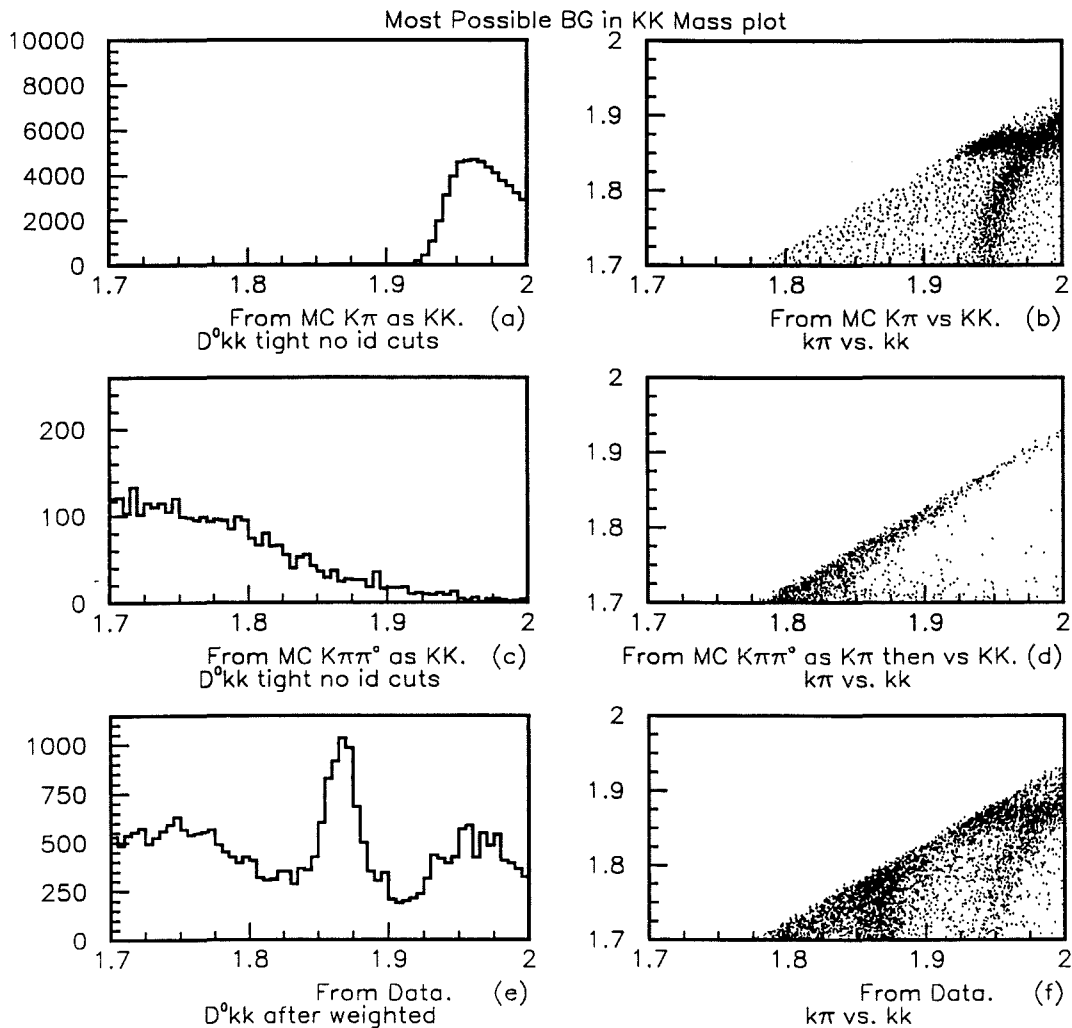 Most Possible BG in KK Mass plot
10000
8000
6000
4000
2000
0
1.7 1.8 1.9 2
From MC Kπ as KK. (a)
D⁰kk tight no id cuts
2
1.9
1.8
1.7
1.7 1.8 1.9 2
From MC Kπ vs KK. (b)
kπ vs. kk
200
100
0
1.7 1.8 1.9 2
From MC Kππ° as KK. (c)
D⁰kk tight no id cuts
2
1.9
1.8
1.7
1.7 1.8 1.9 2
From MC Kππ° as Kπ then vs KK. (d)
kπ vs. kk
1000
750
500
250
0
1.7 1.8 1.9 2
From Data. (e)
D⁰kk after weighted
2
1.9
1.8
1.7
1.7 1.8 1.9 2
From Data. (f)
kπ vs. kk